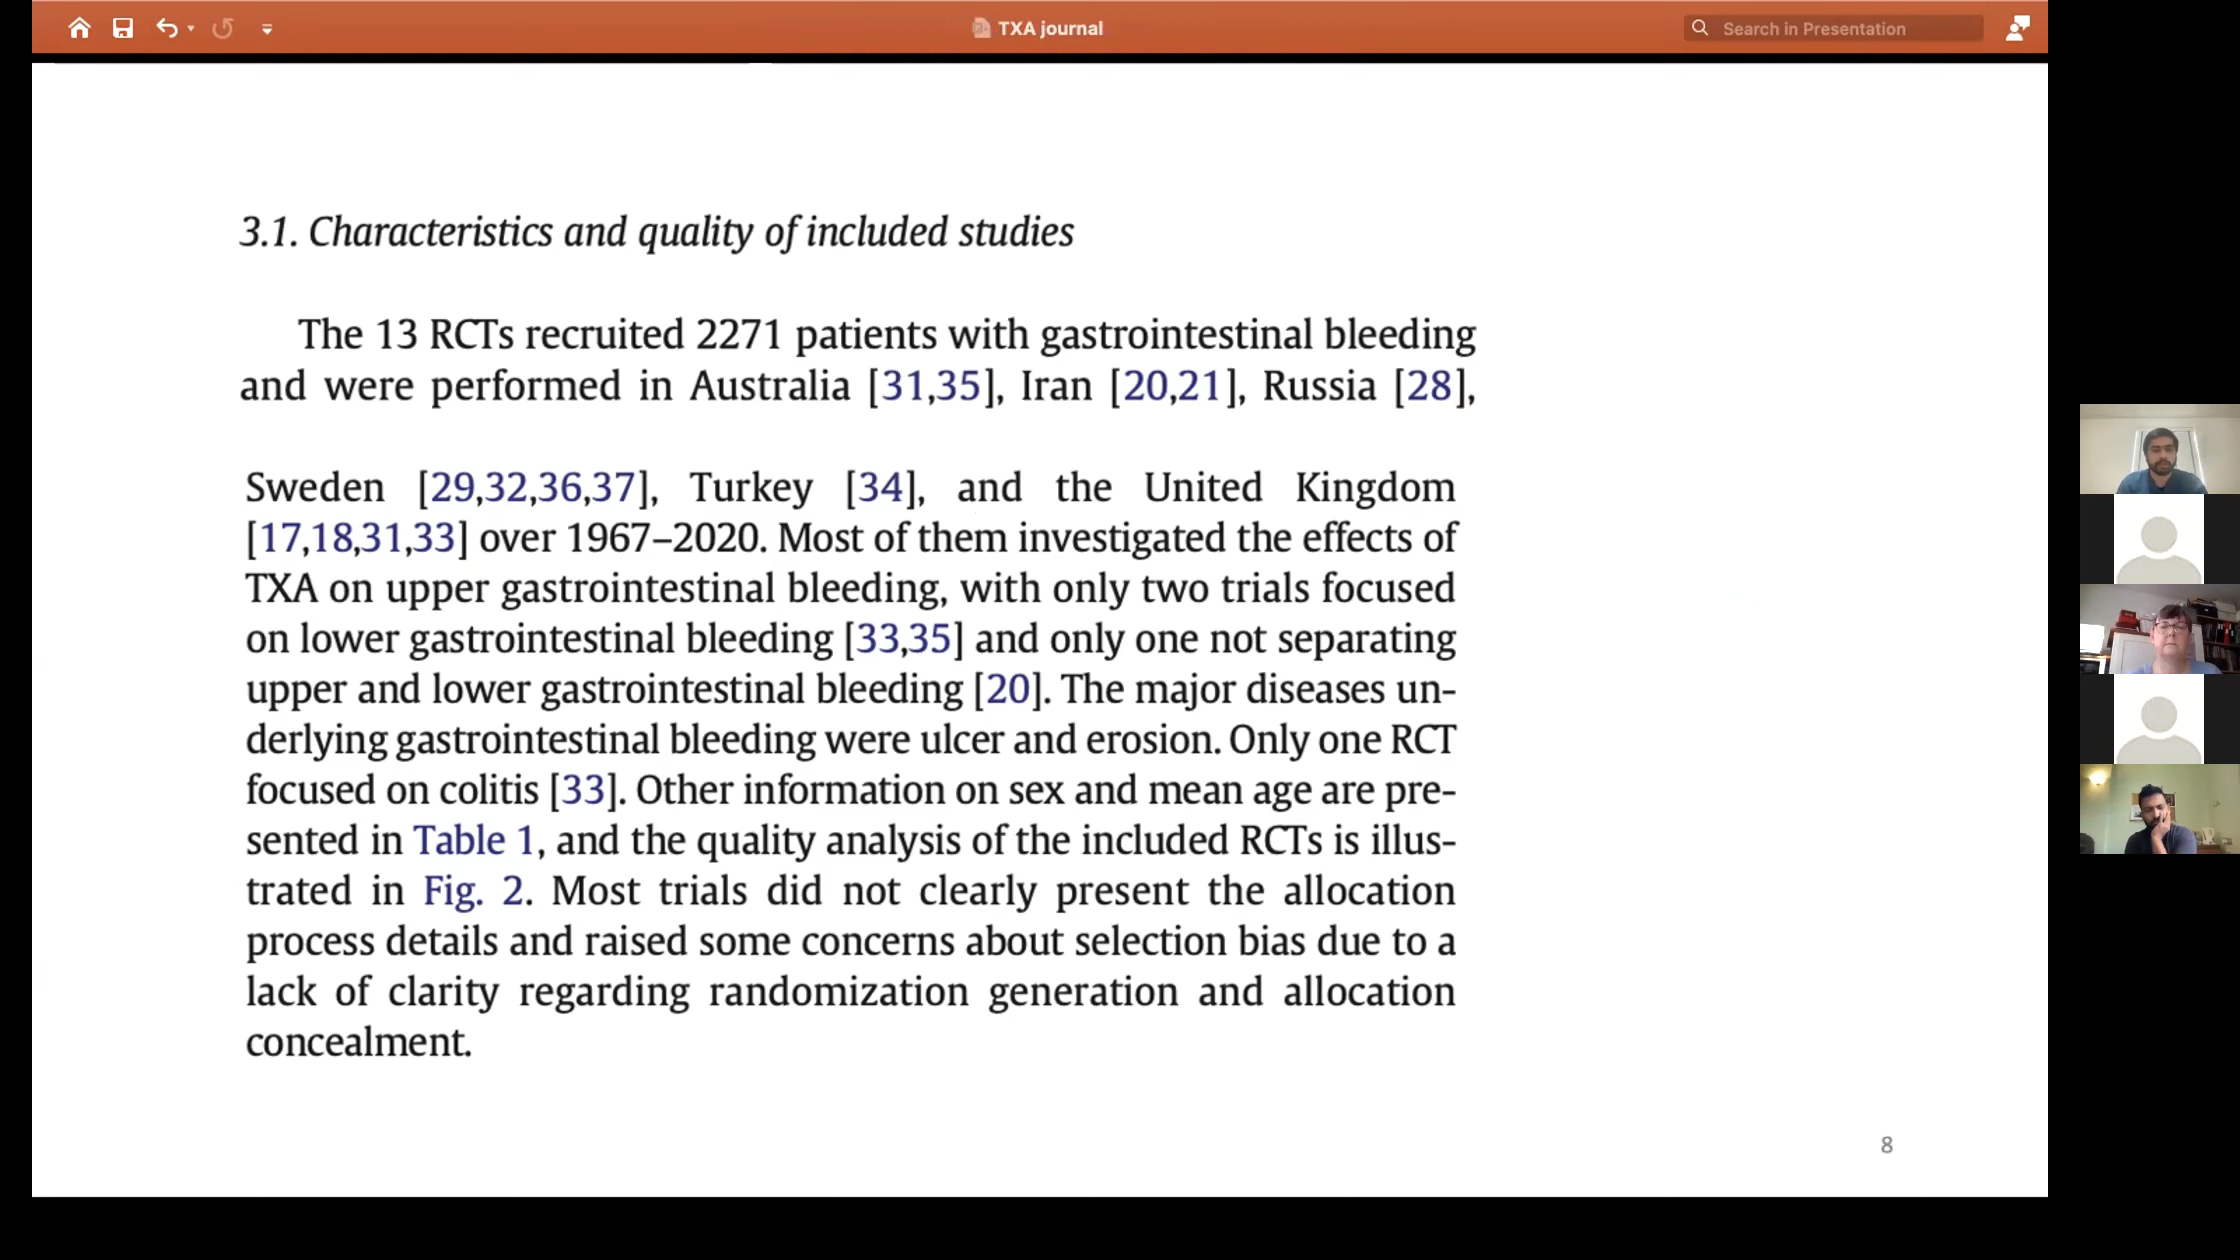 TXA journal
Search in Presentation
3.1. Characteristics and quality of included studies
The 13 RCTs recruited 2271 patients with gastrointestinal bleeding
and were performed in Australia [31,35], Iran [20,21], Russia [28],
Sweden [29,32,36,37], Turkey [34], and the United Kingdom
[17,18,31,33] over 1967–2020. Most of them investigated the effects of
TXA on upper gastrointestinal bleeding, with only two trials focused
on lower gastrointestinal bleeding [33,35] and only one not separating
upper and lower gastrointestinal bleeding [20]. The major diseases un-
derlying gastrointestinal bleeding were ulcer and erosion. Only one RCT
focused on colitis [33]. Other information on sex and mean age are pre-
sented in Table 1, and the quality analysis of the included RCTs is illus-
trated in Fig. 2. Most trials did not clearly present the allocation
process details and raised some concerns about selection bias due to a
lack of clarity regarding randomization generation and allocation
concealment.
8